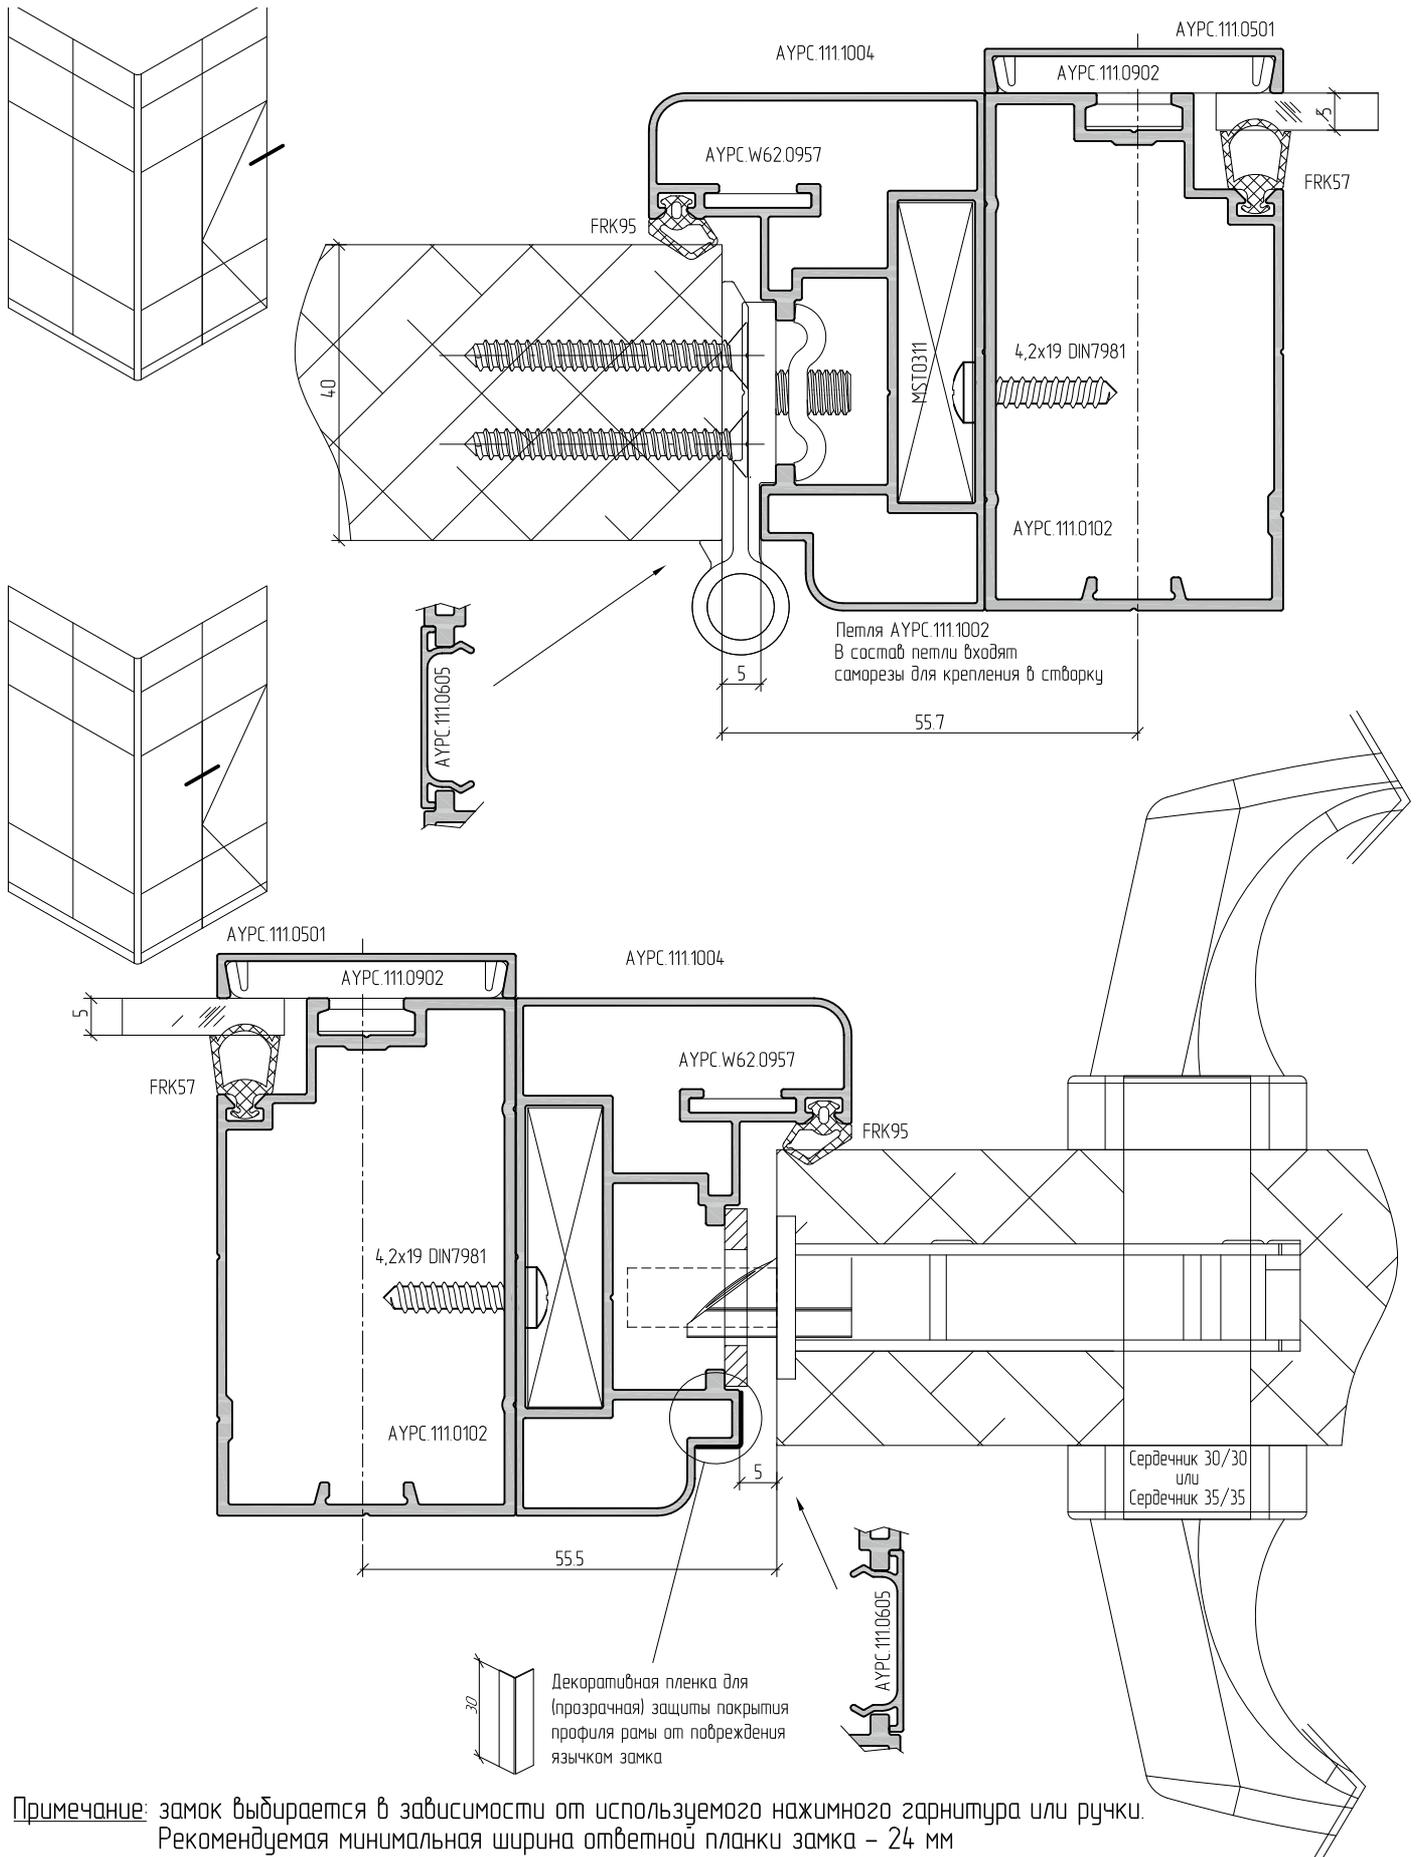 AYPC.111.0501
AYPC.111.1004
AYPC.111.0902
5
AYPC.W62.0957
FRK57
FRK95
40
MST0311
4,2x19 DIN7981
AYPC.111.0102
Петля AYPC.111.1002
В состав петли входят
саморезы для крепления в створку
AYPC.111.0605
5
55.7
AYPC.111.0501
AYPC.111.0902
AYPC.111.1004
5
AYPC.W62.0957
FRK57
FRK95
4,2x19 DIN7981
AYPC.111.0102
Сердечник 30/30
или
Сердечник 35/35
5
55.5
AYPC.111.0605
30
Декоративная пленка для
(прозрачная) защиты покрытия
профиля рамы от повреждения
язычком замка
Примечание: замок выбирается в зависимости от используемого нажимного гарнитура или ручки.
Рекомендуемая минимальная ширина ответной планки замка – 24 мм